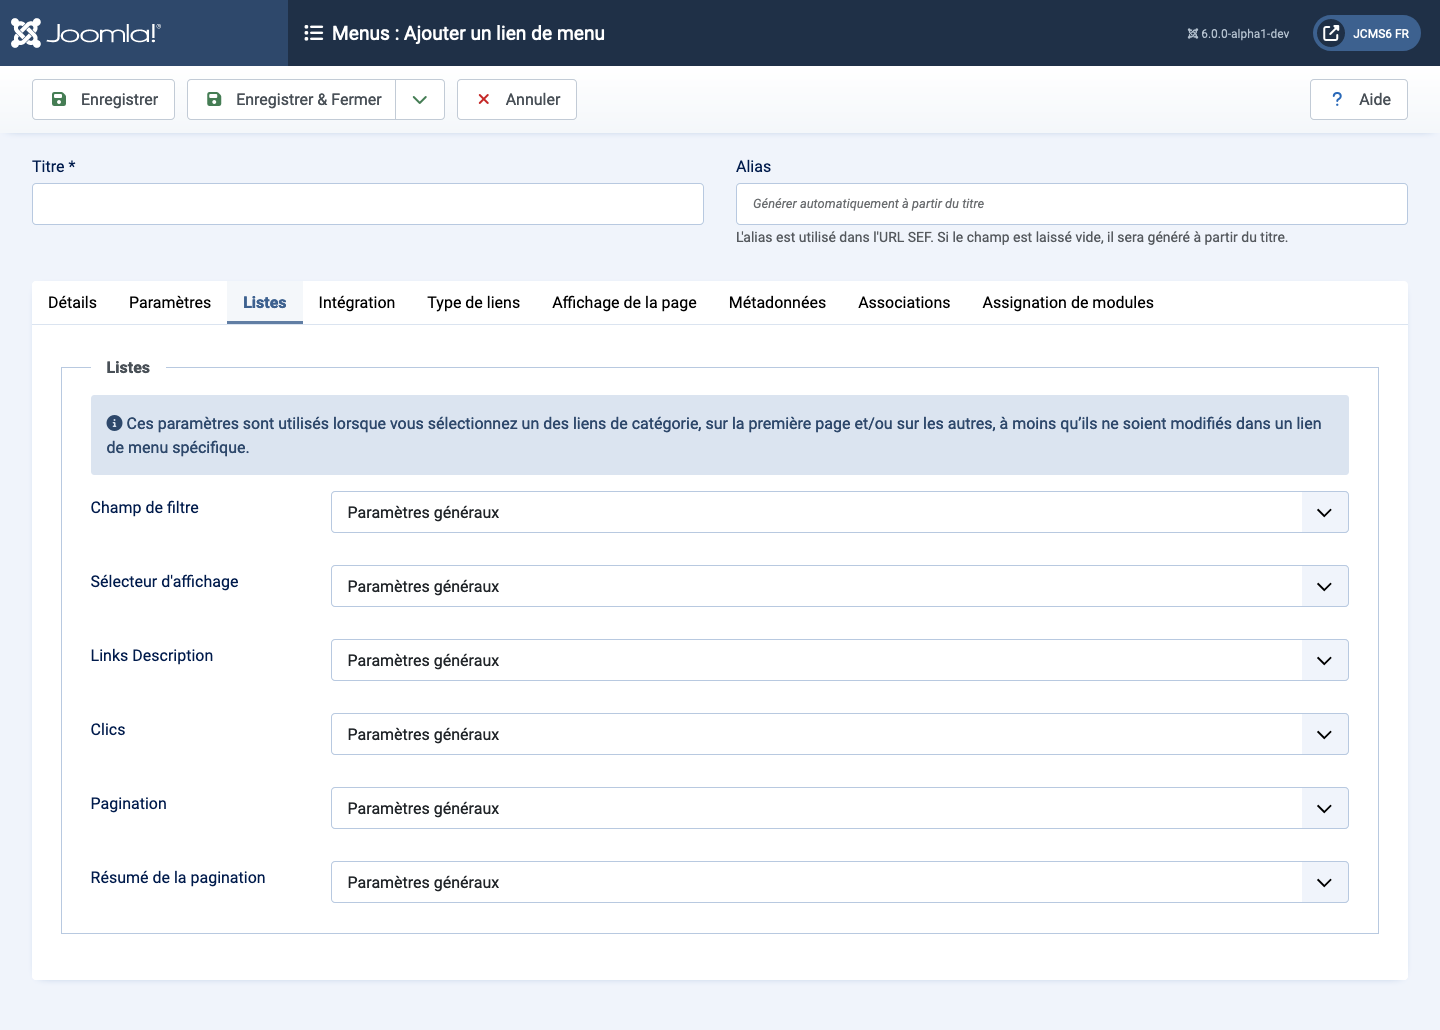 Joomla!
Menus : Ajouter un lien de menu
6.0.0-alpha1-dev
JCMS6 FR
Enregistrer
Enregistrer & Fermer
Annuler
? Aide
Titre *
Alias
Générer automatiquement à partir du titre
L'alias est utilisé dans l'URL SEF. Si le champ est laissé vide, il sera généré à partir du titre.
Détails Paramètres Listes Intégration Type de liens Affichage de la page Métadonnées Associations Assignation de modules
Listes
Ces paramètres sont utilisés lorsque vous sélectionnez un des liens de catégorie, sur la première page et/ou sur les autres, à moins qu’ils ne soient modifiés dans un lien
de menu spécifique.
Champ de filtre Paramètres généraux
Sélecteur d'affichage Paramètres généraux
Links Description Paramètres généraux
Clics Paramètres généraux
Pagination Paramètres généraux
Résumé de la pagination Paramètres généraux